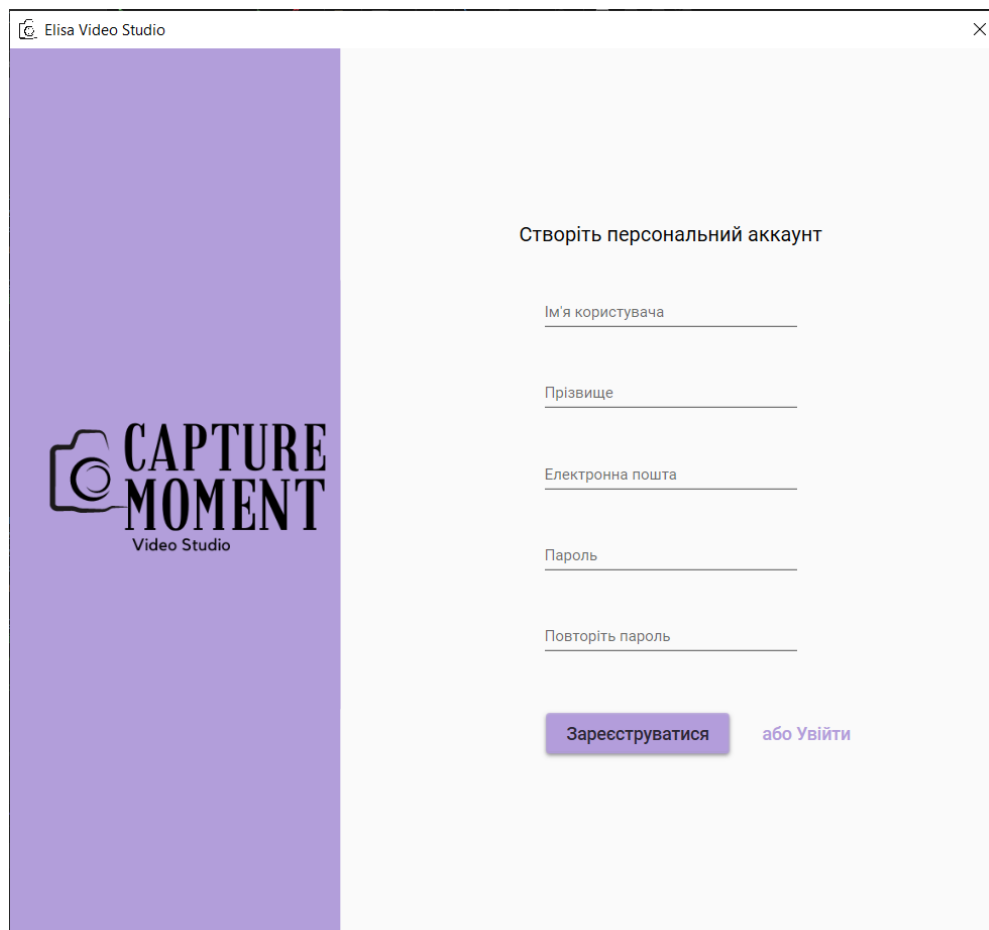 Elisa Video Studio
CAPTURE
MOMENT
Video Studio
Створіть персональний аккаунт
Ім'я користувача
Прізвище
Електронна пошта
Пароль
Повторіть пароль
Зареєструватися
або Увійти